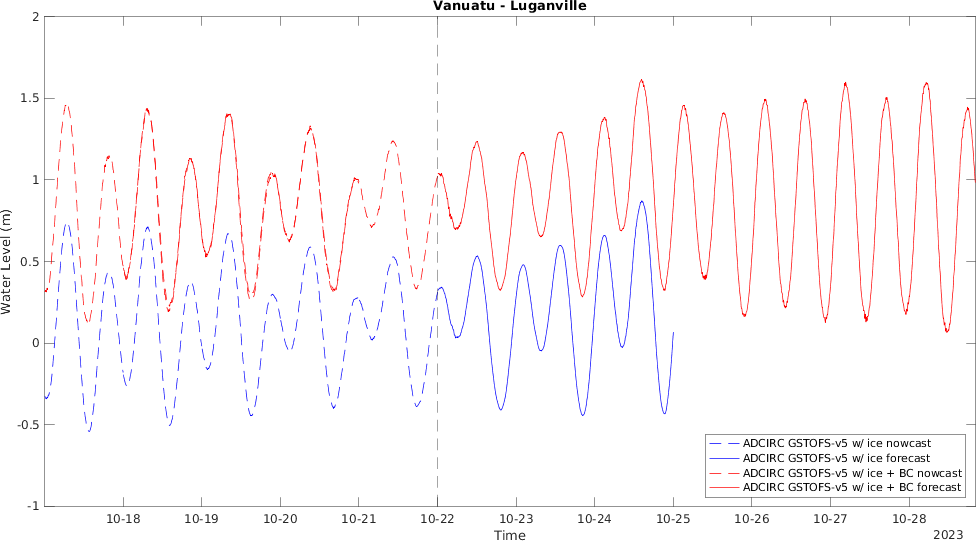 Vanuatu - Luganville
Water Level (m)
2
1.5
1
0.5
0
-0.5
-1
ADCIRC GSTOFS-v5 w/ ice nowcast
ADCIRC GSTOFS-v5 w/ ice forecast
ADCIRC GSTOFS-v5 w/ ice + BC nowcast
ADCIRC GSTOFS-v5 w/ ice + BC forecast
10-18 10-19 10-20 10-21 10-22 10-23 10-24 10-25 10-26 10-27 10-28
Time
2023